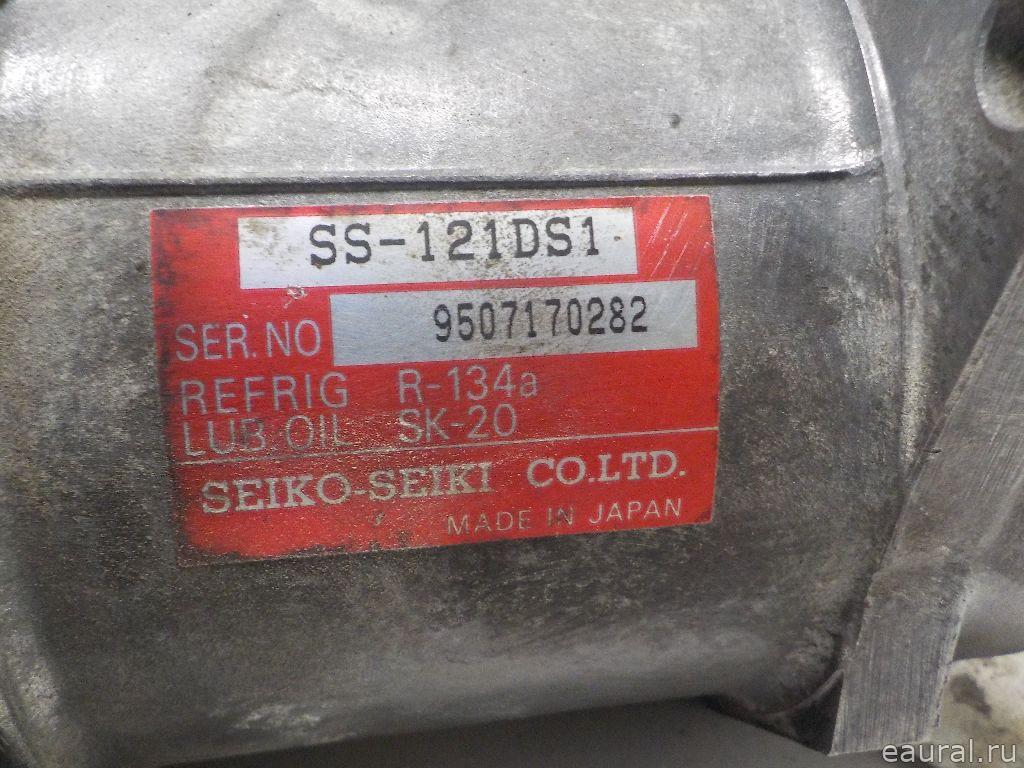 SS-121DS1
SER. NO 9507170282
REFRIG R-134a
LUB. OIL SK-20
SEIKO-SEIKI CO.LTD.
MADE IN JAPAN
eaural.ru